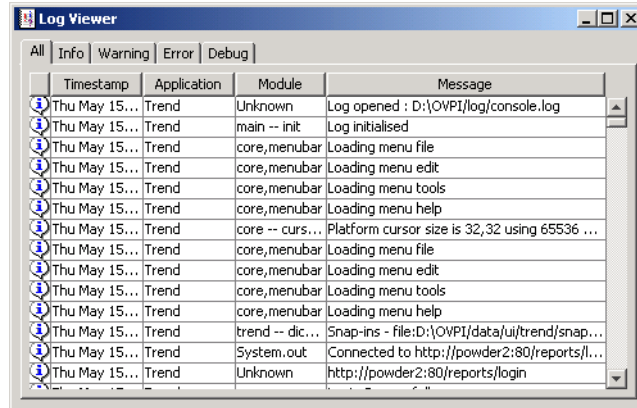 Log Viewer
All Info Warning Error Debug
Timestamp Application Module Message
Thu May 15... Trend Unknown Log opened : D:\OVPI/log/console.log
Thu May 15... Trend main -- init Log initialised
Thu May 15... Trend core,menubar Loading menu file
Thu May 15... Trend core,menubar Loading menu edit
Thu May 15... Trend core,menubar Loading menu tools
Thu May 15... Trend core,menubar Loading menu help
Thu May 15... Trend core -- curs... Platform cursor size is 32,32 using 65536 ...
Thu May 15... Trend core,menubar Loading menu file
Thu May 15... Trend core,menubar Loading menu edit
Thu May 15... Trend core,menubar Loading menu tools
Thu May 15... Trend core,menubar Loading menu help
Thu May 15... Trend trend -- dic... Snap-ins - file:D:\OVPI/data/ui/trend/snap...
Thu May 15... Trend System.out Connected to http://powder2:80/reports/l...
Thu May 15... Trend Unknown http://powder2:80/reports/login